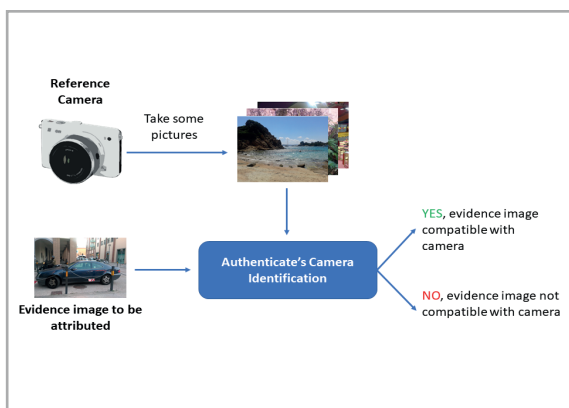 Reference
Camera
Take some
pictures
YES, evidence image
compatible with
camera
Authenticate's Camera
Identification
NO, evidence image not
compatible with camera
Evidence image to be
attributed